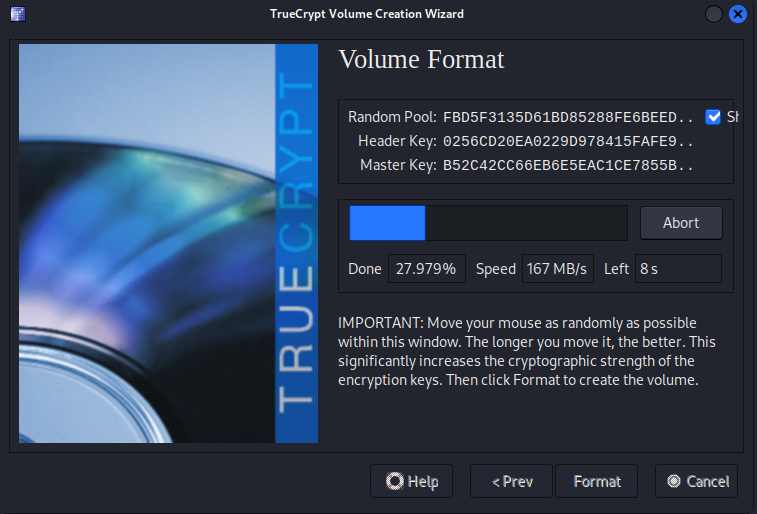 TrueCrypt Volume Creation Wizard
TRUECRYPT
Volume Format
Random Pool: FBD5F3135D61BD85288FE6BEED.. Sh
Header Key: 0256CD20EA0229D978415FAFE9..
Master Key: B52C42CC66EB6E5EAC1CE7855B..
Abort
Done 27.979% Speed 167 MB/s Left 8 s
IMPORTANT: Move your mouse as randomly as possible
within this window. The longer you move it, the better. This
significantly increases the cryptographic strength of the
encryption keys. Then click Format to create the volume.
Help < Prev Format Cancel